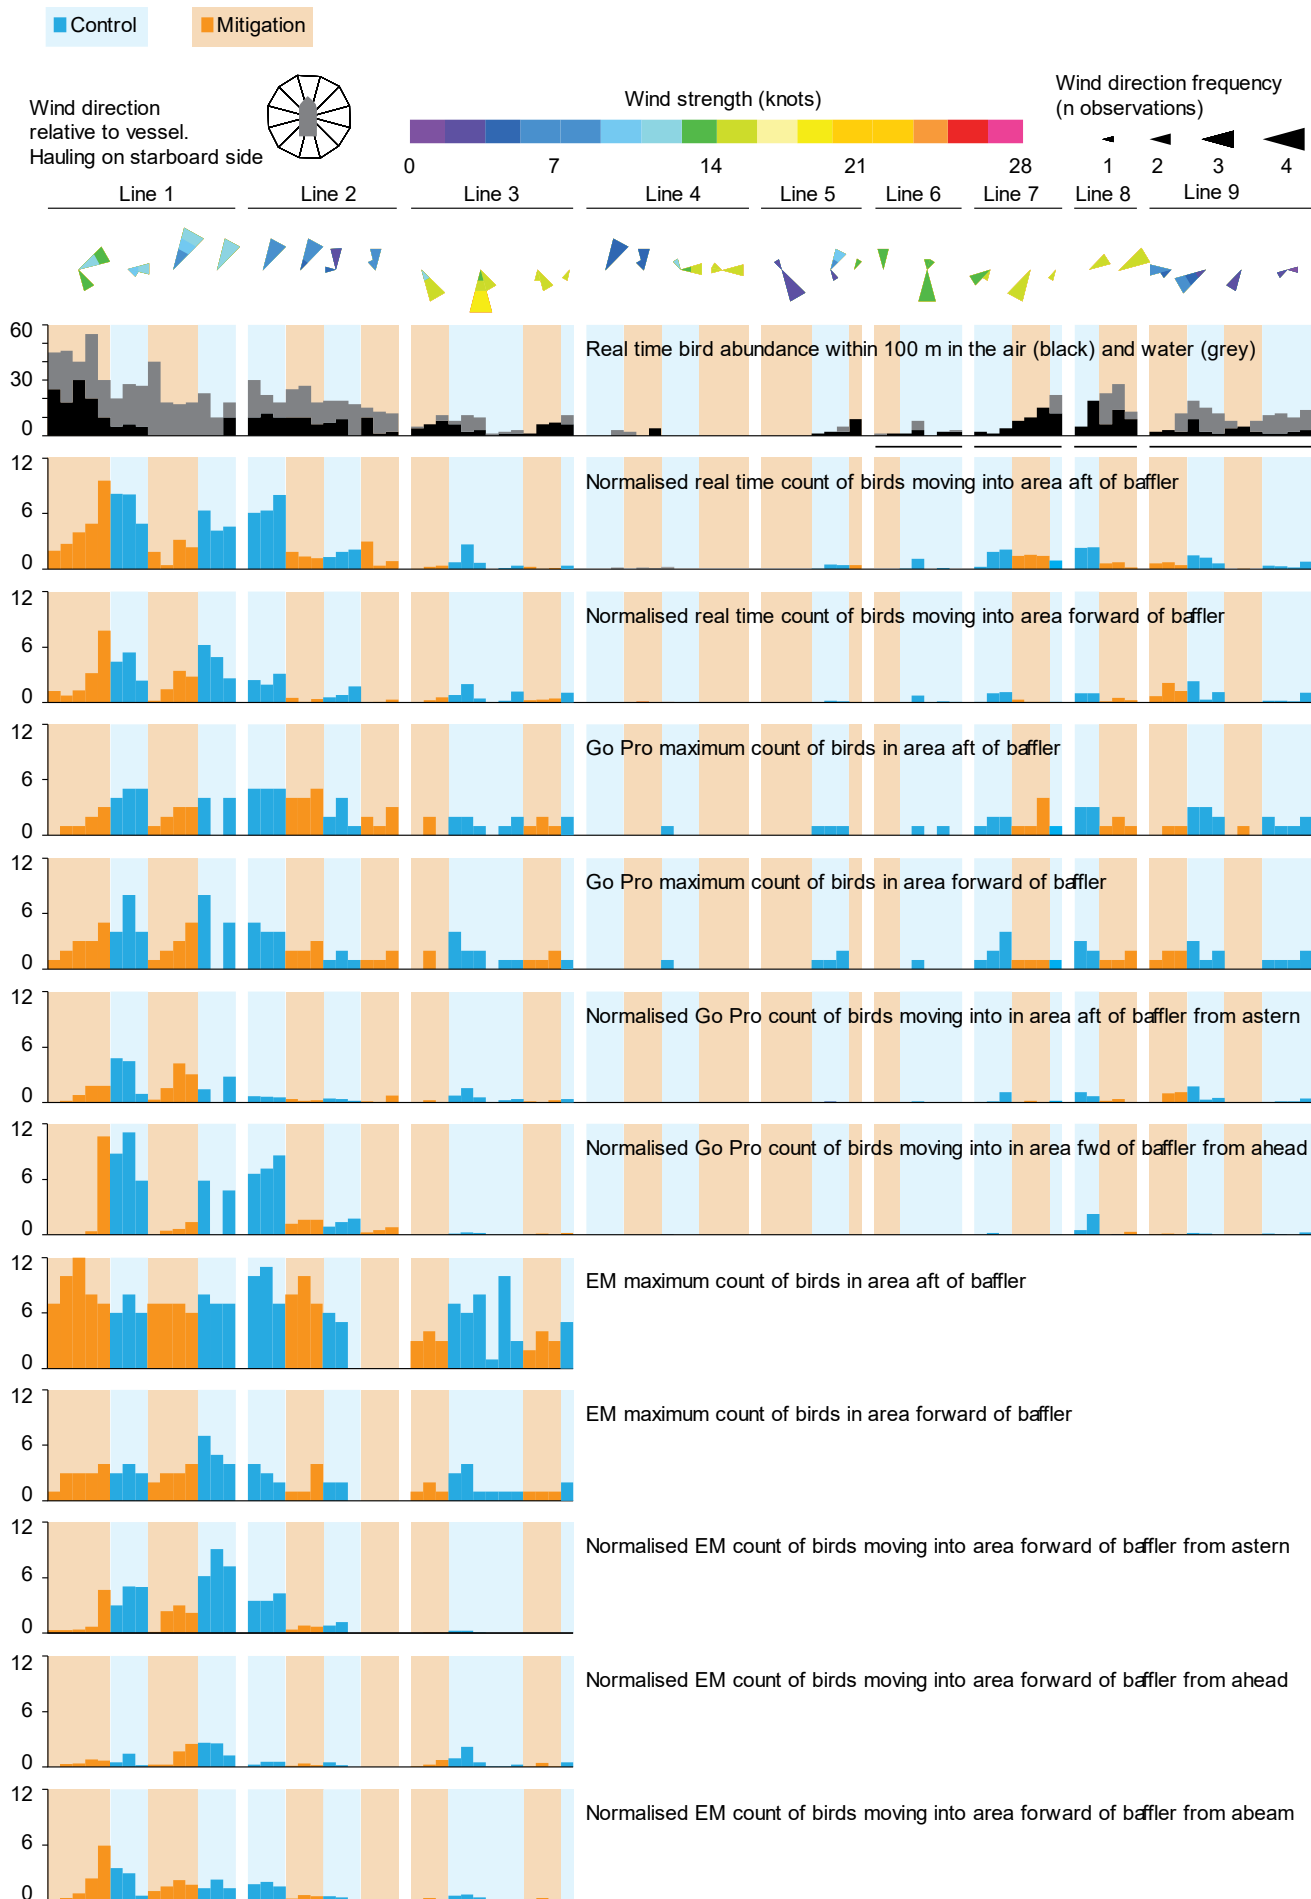 Control
Mitigation
Wind direction
relative to vessel.
Hauling on starboard side
Wind strength (knots)
0 7 14 21 28
Wind direction frequency
(n observations)
1 2 3 4
Line 1 Line 2 Line 3 Line 4 Line 5 Line 6 Line 7 Line 8 Line 9
60
30
0
Real time bird abundance within 100 m in the air (black) and water (grey)
12
6
0
Normalised real time count of birds moving into area aft of baffler
12
6
0
Normalised real time count of birds moving into area forward of baffler
12
6
0
Go Pro maximum count of birds in area aft of baffler
12
6
0
Go Pro maximum count of birds in area forward of baffler
12
6
0
Normalised Go Pro count of birds moving into in area aft of baffler from astern
12
6
0
Normalised Go Pro count of birds moving into in area fwd of baffler from ahead
12
6
0
EM maximum count of birds in area aft of baffler
12
6
0
EM maximum count of birds in area forward of baffler
12
6
0
Normalised EM count of birds moving into area forward of baffler from astern
12
6
0
Normalised EM count of birds moving into area forward of baffler from ahead
12
6
0
Normalised EM count of birds moving into area forward of baffler from abeam